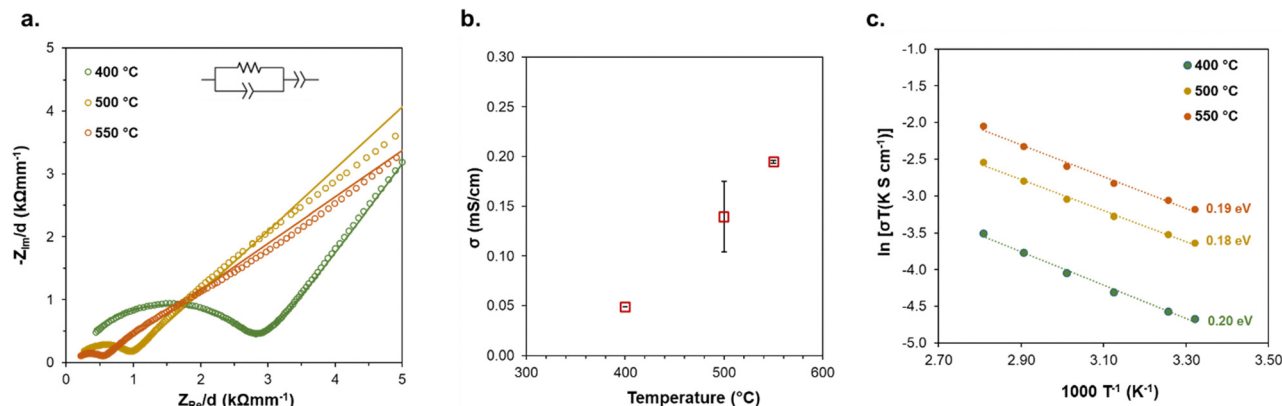 a.
-Z_Im/d (kΩmm⁻¹)
5
4
3
2
1
0
400 °C
500 °C
550 °C
0 1 2 3 4 5
Z_Re/d (kΩmm⁻¹)
b.
σ (mS/cm)
0.30
0.25
0.20
0.15
0.10
0.05
0.00
300 400 500 600
Temperature (°C)
c.
ln [σT(K S cm⁻¹)]
-1.0
-1.5
-2.0
-2.5
-3.0
-3.5
-4.0
-4.5
-5.0
400 °C
500 °C
550 °C
0.19 eV
0.18 eV
0.20 eV
2.70 2.90 3.10 3.30 3.50
1000 T⁻¹ (K⁻¹)